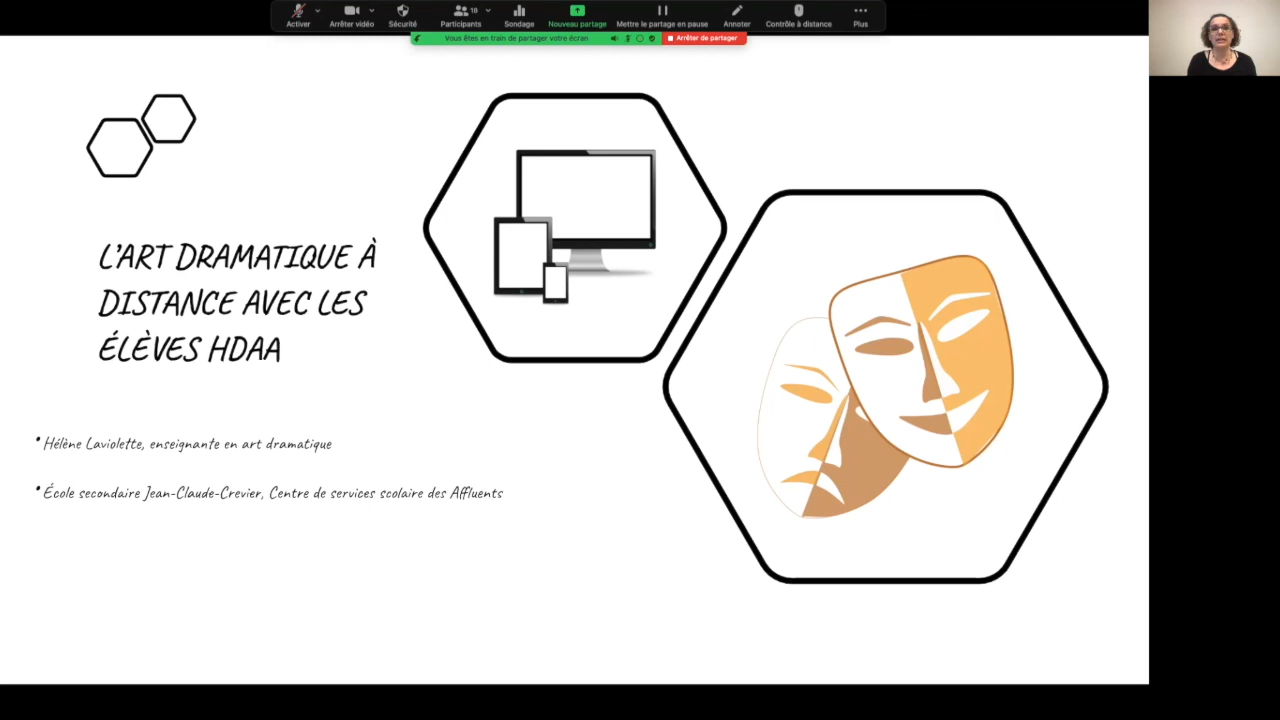 Activer
Arrêter vidéo
Sécurité
Participants
16
Sondage
Nouveau partage
Mettre le partage en pause
Annoter
Contrôle à distance
Plus
Vous êtes en train de partager votre écran
Arrêter de partager
L'ART DRAMATIQUE À
DISTANCE AVEC LES
ÉLÈVES HDAA
• Hélène Laviolette, enseignante en art dramatique
• École secondaire Jean-Claude-Crevier, Centre de services scolaire des Affluents